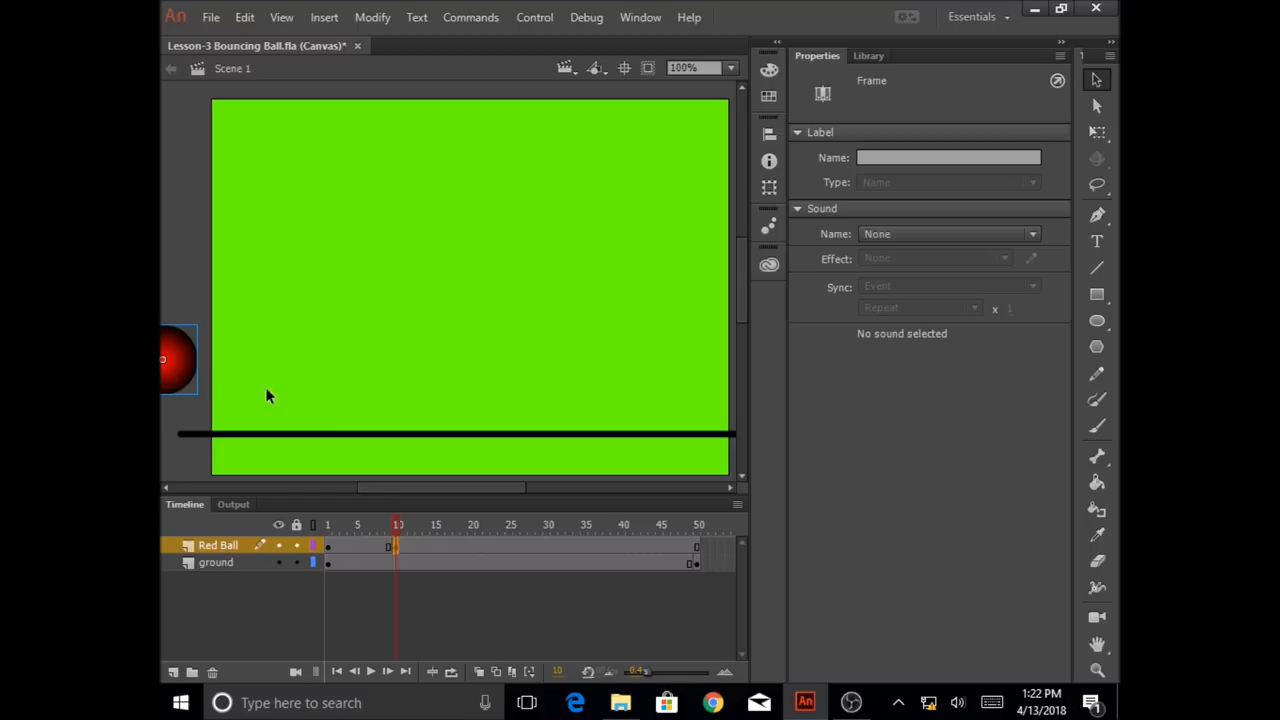 An File Edit View Insert Modify Text Commands Control Debug Window Help Essentials
Lesson-3 Bouncing Ball.fla (Canvas)* ×
Scene 1 100%
Properties Library
Frame
Label
Name:
Type: Name
Sound
Name: None
Effect: None
Sync: Event
Repeat x 1
No sound selected
Timeline Output
1 5 10 15 20 25 30 35 40 45 50
Red Ball
ground
10 0.4s
Type here to search
An
1:22 PM
4/13/2018
1